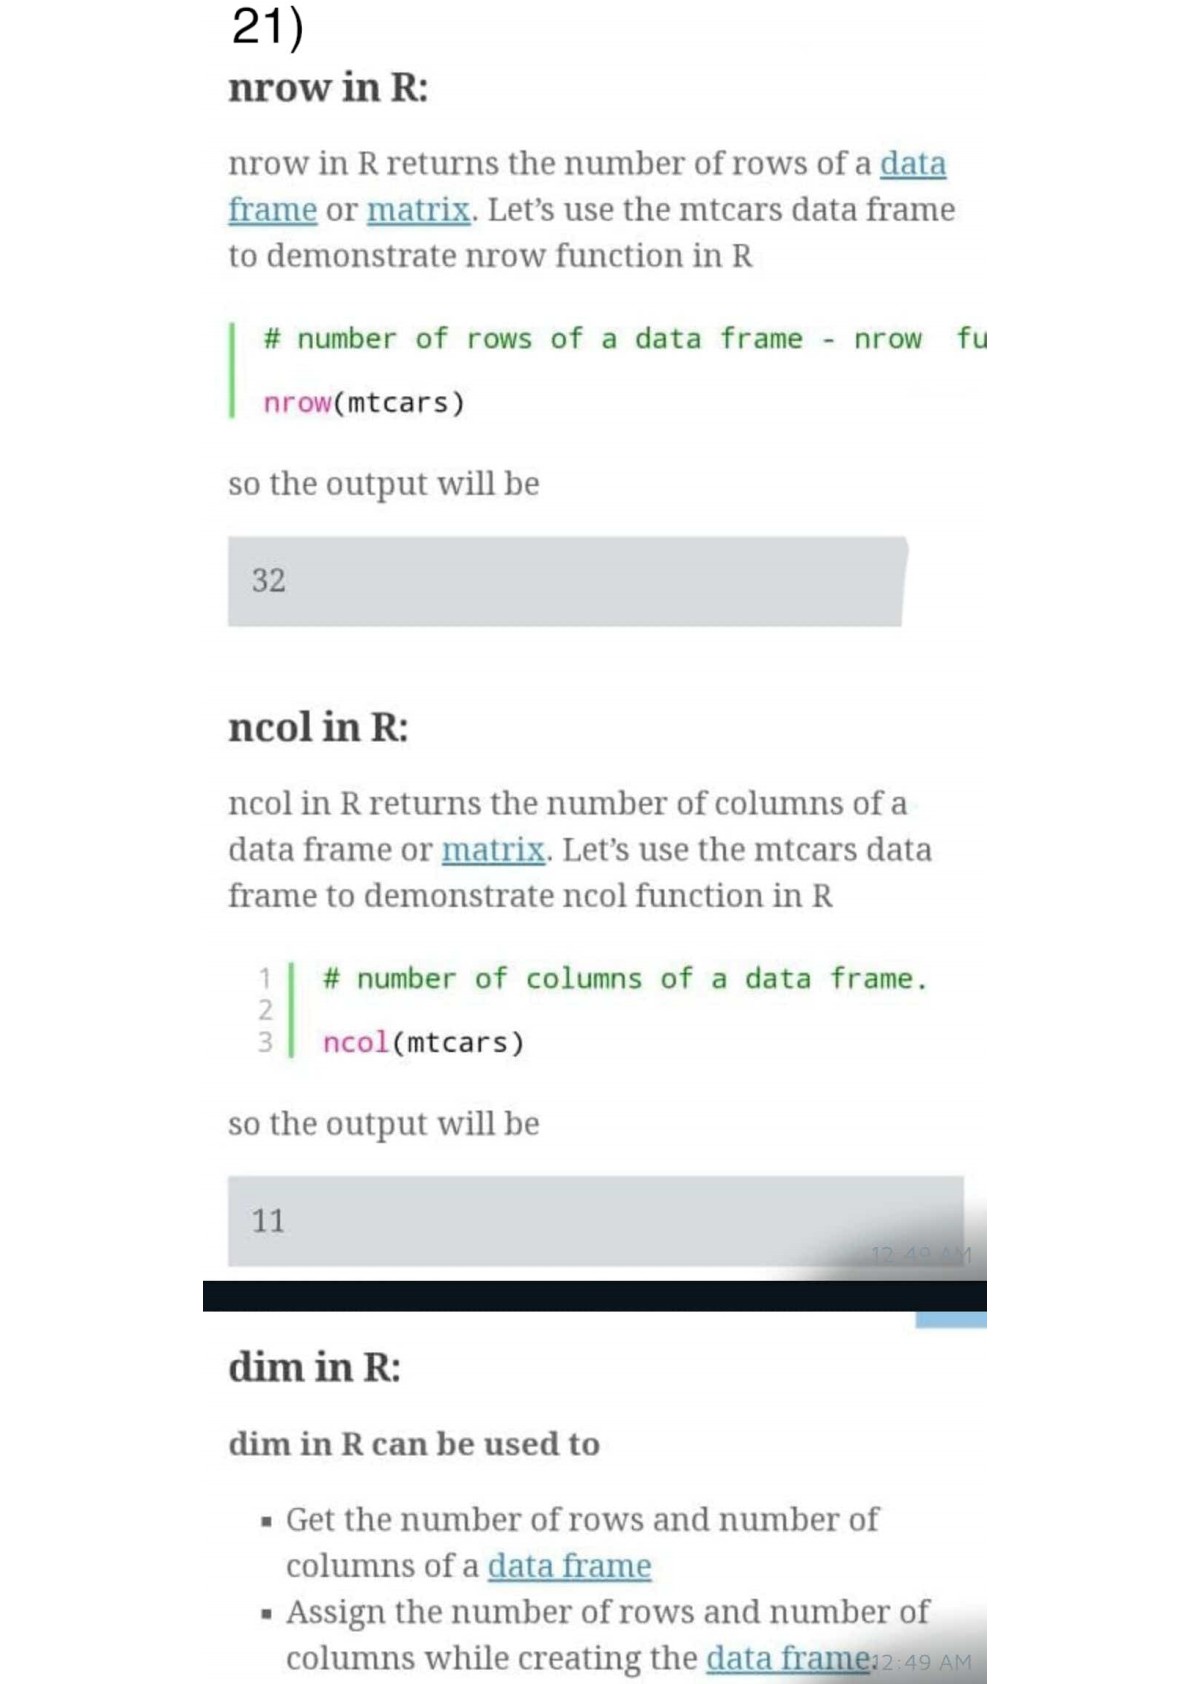 21)
nrow in R:
nrow in R returns the number of rows of a data
frame or matrix. Let’s use the mtcars data frame
to demonstrate nrow function in R
# number of rows of a data frame - nrow  fu
nrow(mtcars)
so the output will be
32
ncol in R:
ncol in R returns the number of columns of a
data frame or matrix. Let’s use the mtcars data
frame to demonstrate ncol function in R
1 # number of columns of a data frame.
2
3 ncol(mtcars)
so the output will be
11
12:49 AM
dim in R:
dim in R can be used to
▪ Get the number of rows and number of
columns of a data frame
▪ Assign the number of rows and number of
columns while creating the data frame.
12:49 AM